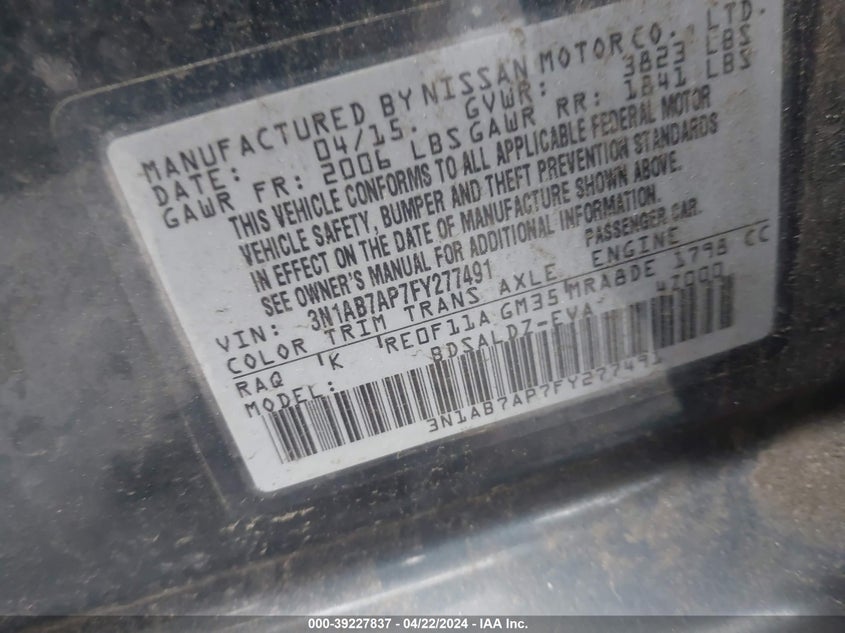 MANUFACTURED BY NISSAN MOTOR CO. LTD.
DATE: 04/15. GVWR: 3823 LBS
GAWR FR: 2006 LBS GAWR RR: 1841 LBS
THIS VEHICLE CONFORMS TO ALL APPLICABLE FEDERAL MOTOR
VEHICLE SAFETY, BUMPER AND THEFT PREVENTION STANDARDS
IN EFFECT ON THE DATE OF MANUFACTURE SHOWN ABOVE.
SEE OWNER'S MANUAL FOR ADDITIONAL INFORMATION.
VIN: 3N1AB7AP7FY277491 PASSENGER CAR.
COLOR TRIM TRANS AXLE ENGINE
RAQ K RE0F11A GM35 MRA8DE 1798 CC
MODEL: BDSALDZ-EVA 41000
3N1AB7AP7FY277491
000-39227837 - 04/22/2024 - IAA Inc.